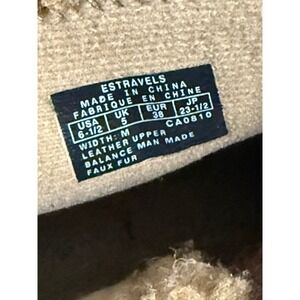 ESTRAVELS
MADE IN CHINA
FABRIQUE EN CHINE
USA UK EUR JP
6-1/2 5 38 23-1/2
WIDTH: M CA0810
LEATHER UPPER
BALANCE MAN MADE
FAUX FUR